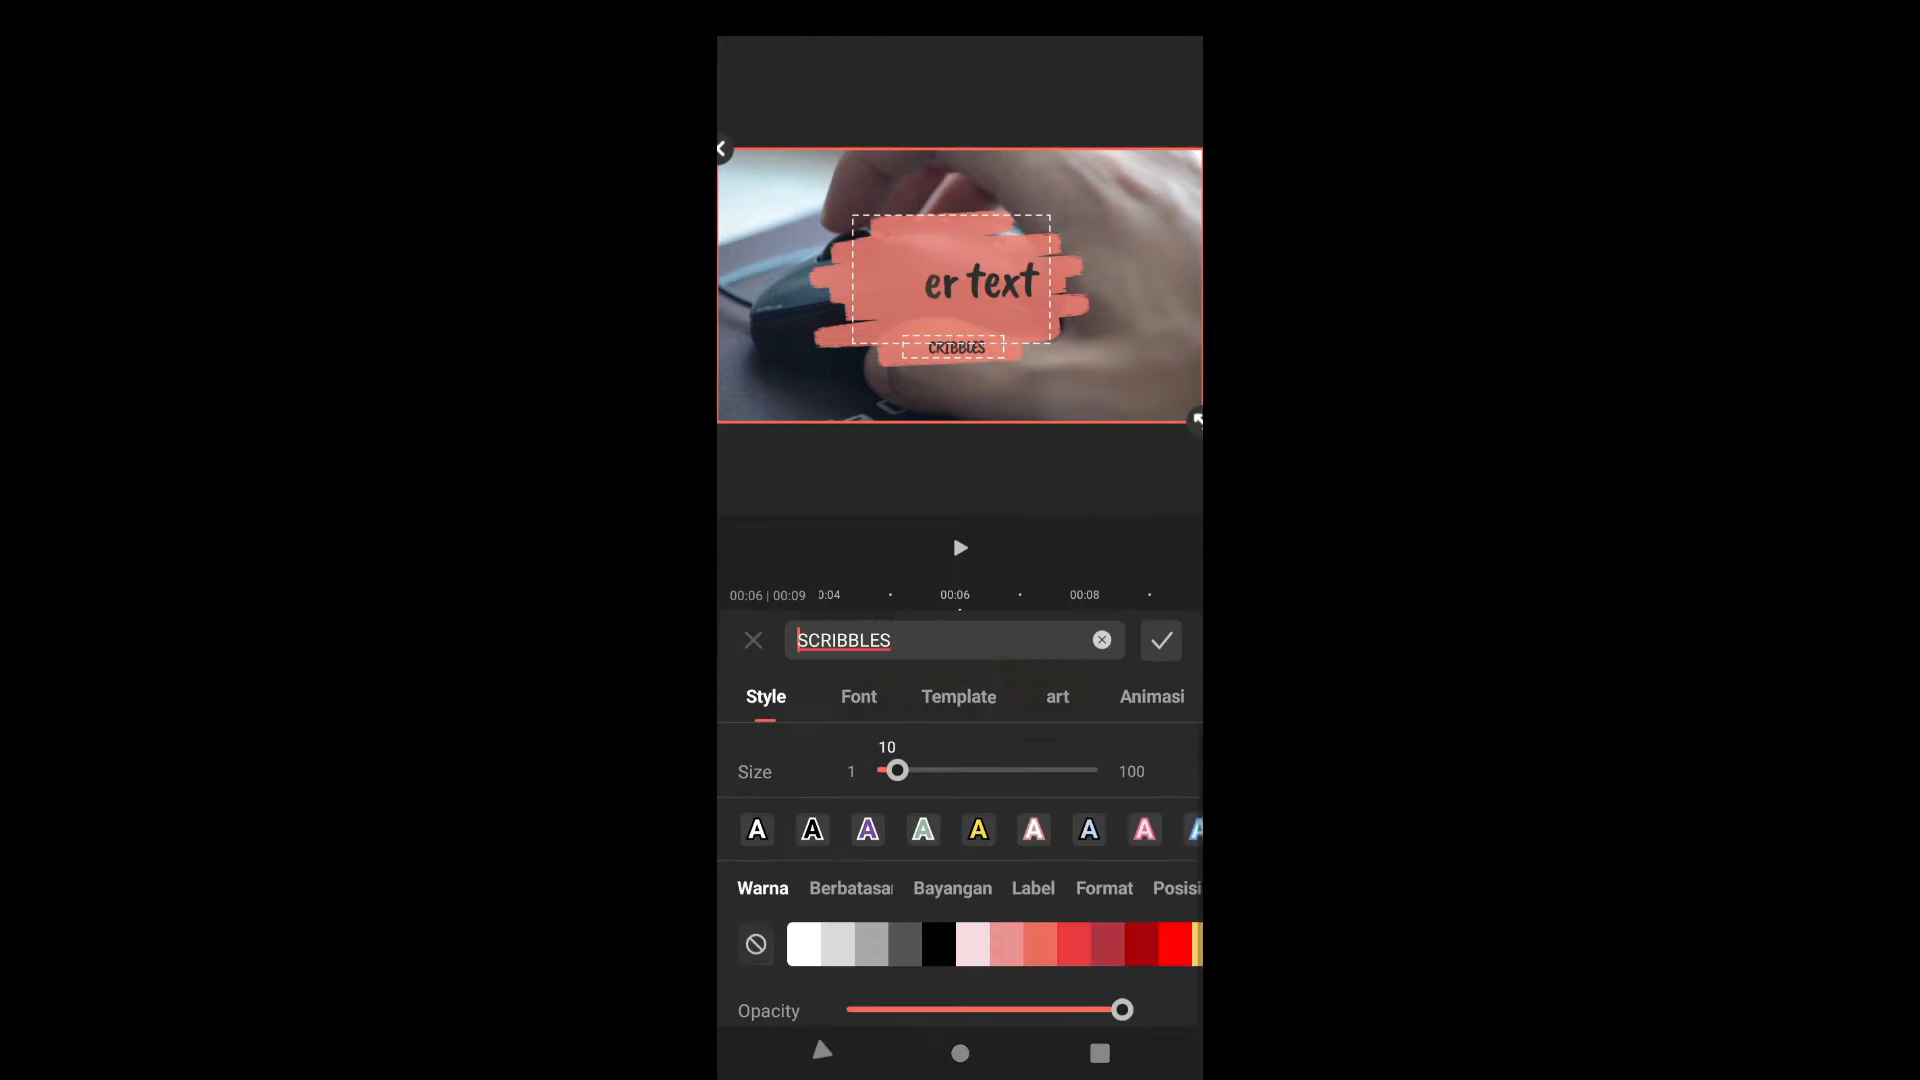 er text
CRIBBLES
00:06 | 00:09 0:04 00:06 00:08
SCRIBBLES
Style Font Template art Animasi
10
Size 1 100
A A A A A A A A A
Warna Berbatasa Bayangan Label Format Posisi
Opacity